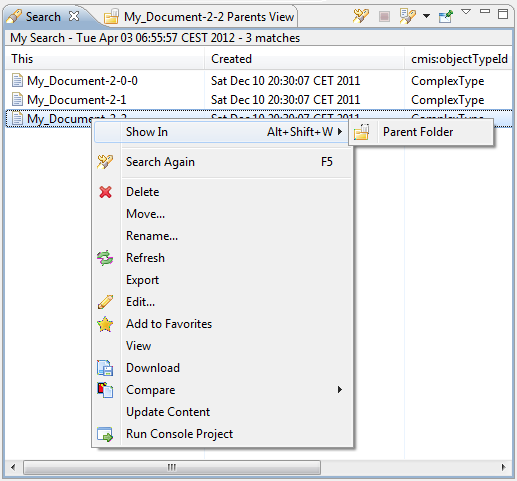 Search My_Document-2-2 Parents View
My Search - Tue Apr 03 06:55:57 CEST 2012 - 3 matches
This Created cmis:objectTypeId
My_Document-2-0-0 Sat Dec 10 20:30:07 CET 2011 ComplexType
My_Document-2-1 Sat Dec 10 20:30:07 CET 2011 ComplexType
My_Document-2-2 Sat Dec 10 20:30:07 CET 2011 ComplexType
Show In Alt+Shift+W Parent Folder
Search Again F5
Delete
Move...
Rename...
Refresh
Export
Edit...
Add to Favorites
View
Download
Compare
Update Content
Run Console Project